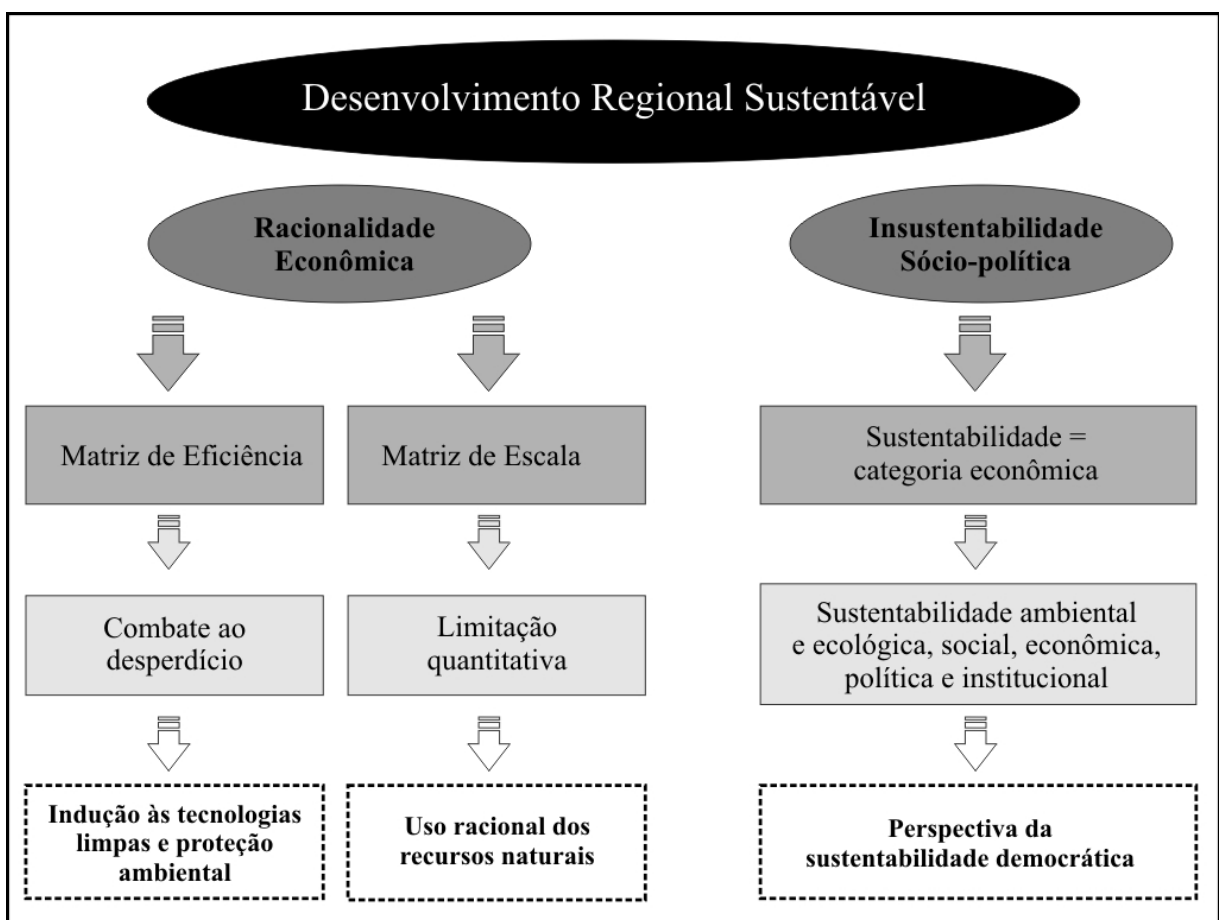 Desenvolvimento Regional Sustentável
Racionalidade
Econômica
Insustentabilidade
Sócio-política
Matriz de Eficiência
Matriz de Escala
Sustentabilidade =
categoria econômica
Combate ao
desperdício
Limitação
quantitativa
Sustentabilidade ambiental
e ecológica, social, econômica,
política e institucional
Indução às tecnologias
limpas e proteção
ambiental
Uso racional dos
recursos naturais
Perspectiva da
sustentabilidade democrática